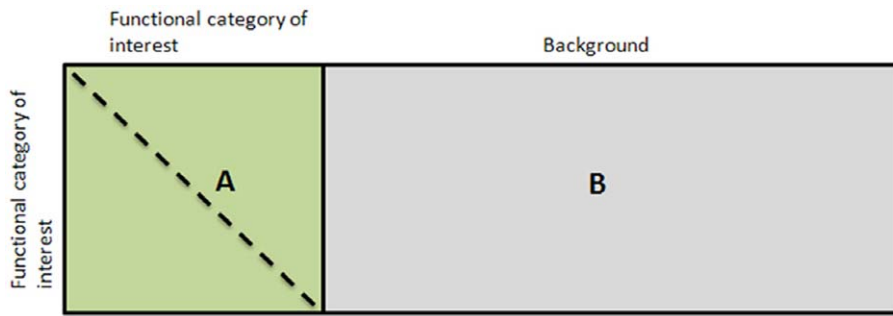 Functional category of
interest
Background
Functional category of
interest
A
B